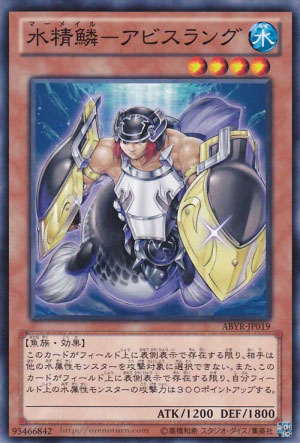 マーメイル
水精鱗-アビスラング
水
ABYR-JP019
【魚族・効果】
このカードがフィールド上に表側表示で存在する限り、相手は
他の水属性モンスターを攻撃対象に選択できない。また、この
カードがフィールド上に表側表示で存在する限り、自分フィー
ルド上の水属性モンスターの攻撃力は３００ポイントアップする。
ATK/1200 DEF/1800
95466842 http://orenoturn.com ©高橋和希 スタジオ・ダイス/集英社